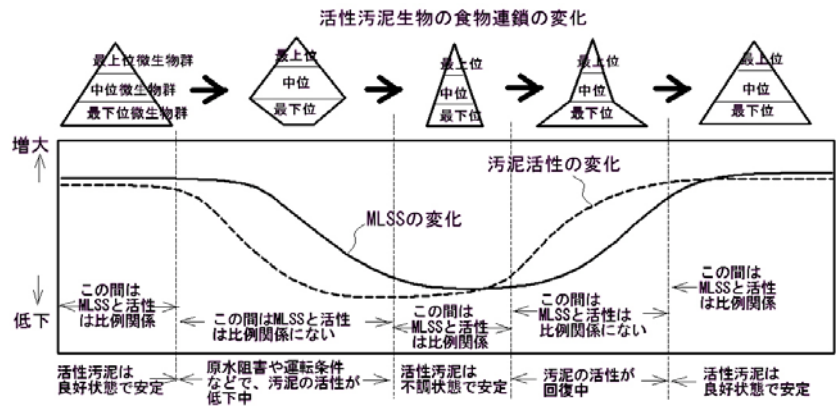 活性汚泥生物の食物連鎖の変化
最上位微生物群
中位微生物群
最下位微生物群
最上位
中位
最下位
最上位
中位
最下位
最上位
中位
最下位
最上位
中位
最下位
増大
低下
汚泥活性の変化
MLSSの変化
この間は
MLSSと活性
は比例関係
この間はMLSSと活性
は比例関係にない
この間は
MLSSと活性
は比例関係
この間は
MLSSと活性は
比例関係にない
この間は
MLSSと活性
は比例関係
活性汚泥は
良好状態で安定
原水阻害や運転条件
などで、汚泥の活性が
低下中
活性汚泥は
不調状態で安定
汚泥の活性が
回復中
活性汚泥は
良好状態で安定